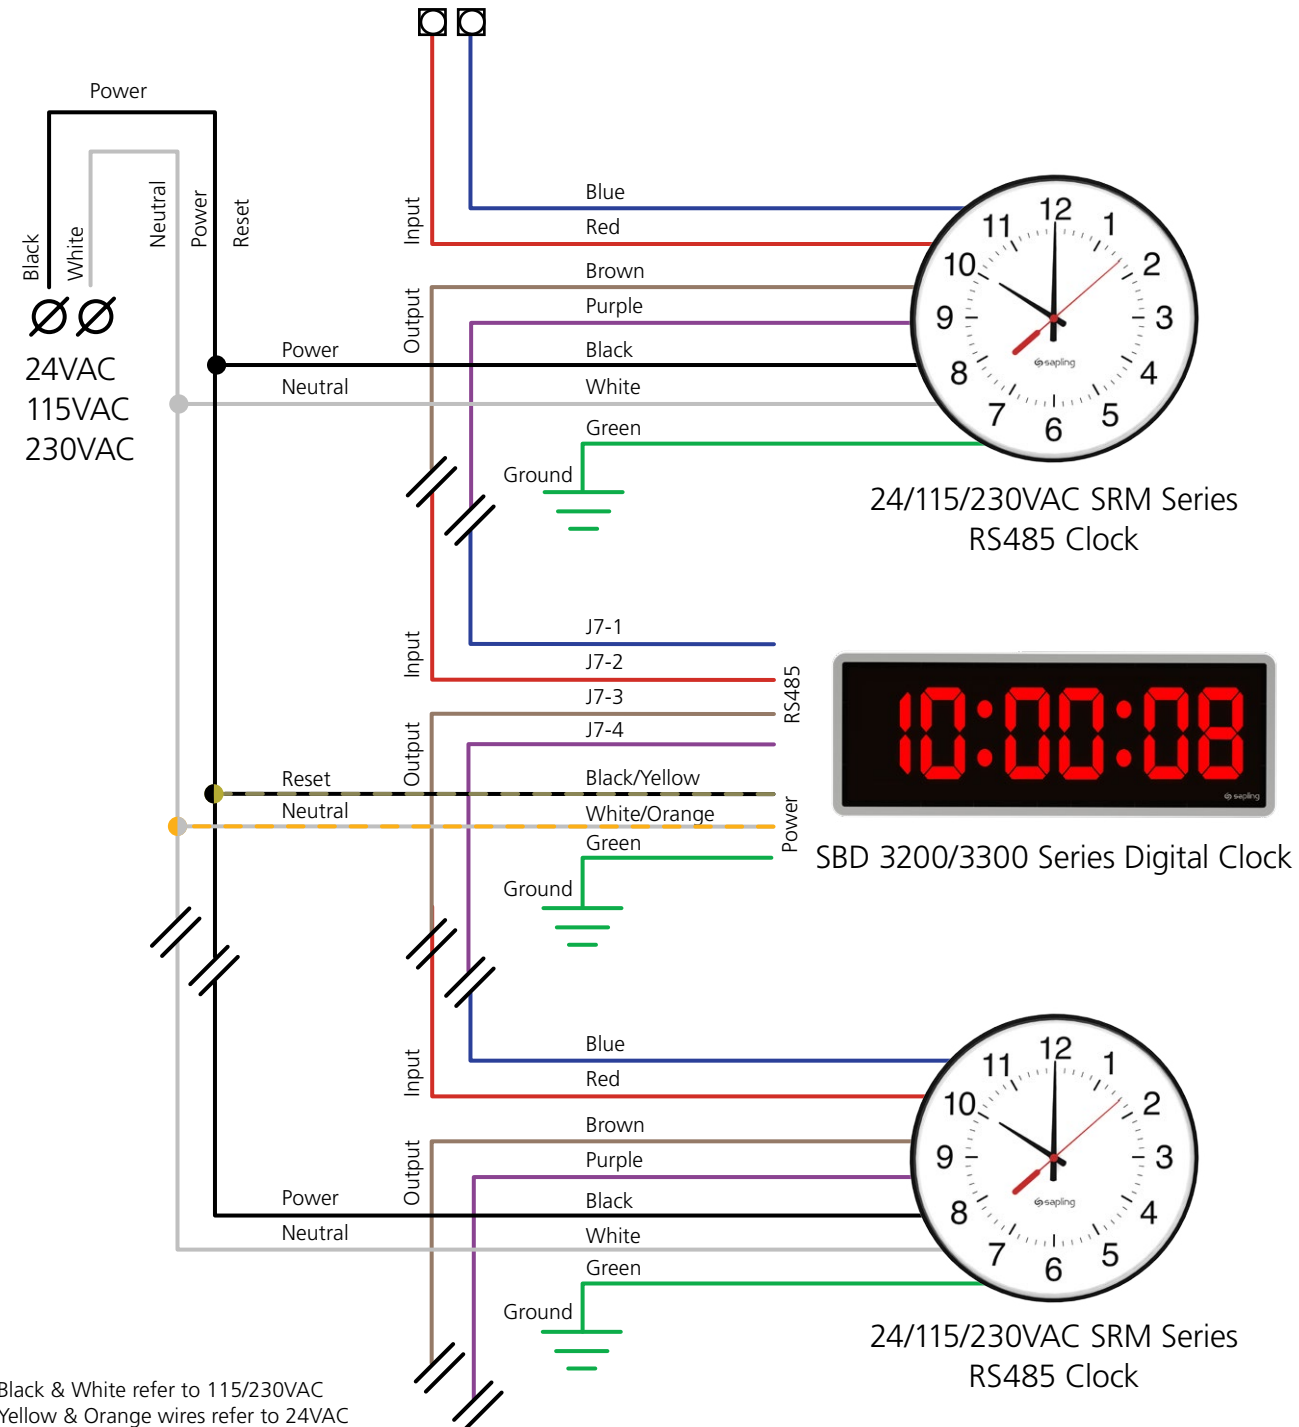 Power
Black
White
Neutral
Power
Reset
24VAC
115VAC
230VAC
Input
Blue
Red
Output
Brown
Purple
Power
Black
Neutral
White
Green
Ground
12
1
2
3
4
5
6
7
8
9
10
11
sapling
24/115/230VAC SRM Series
RS485 Clock
Input
J7-1
J7-2
J7-3
J7-4
RS485
Output
Reset
Black/Yellow
Neutral
White/Orange
Green
Power
Ground
10:00:08
sapling
SBD 3200/3300 Series Digital Clock
Input
Blue
Red
Output
Brown
Purple
Power
Black
Neutral
White
Green
Ground
12
1
2
3
4
5
6
7
8
9
10
11
sapling
24/115/230VAC SRM Series
RS485 Clock
Black & White refer to 115/230VAC
Yellow & Orange wires refer to 24VAC